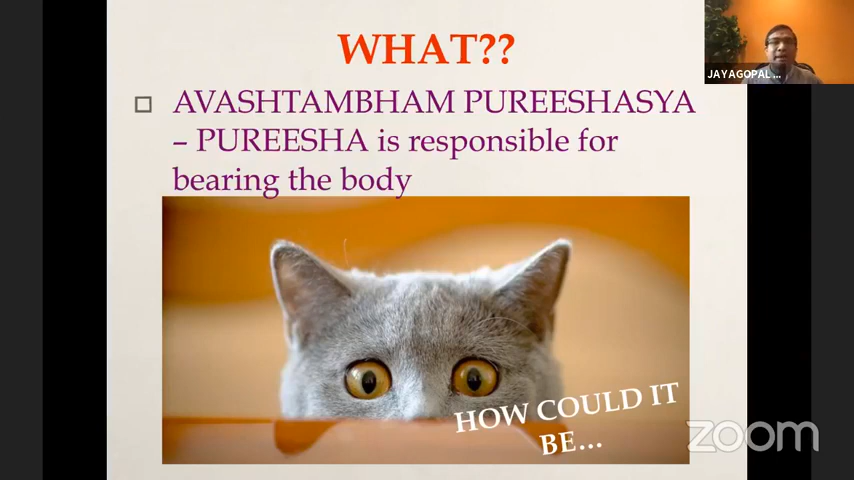 WHAT??
AVASHTAMBHAM PUREESHASYA
– PUREESHA is responsible for
bearing the body
HOW COULD IT
BE...
JAYAGOPAL ...
zoom